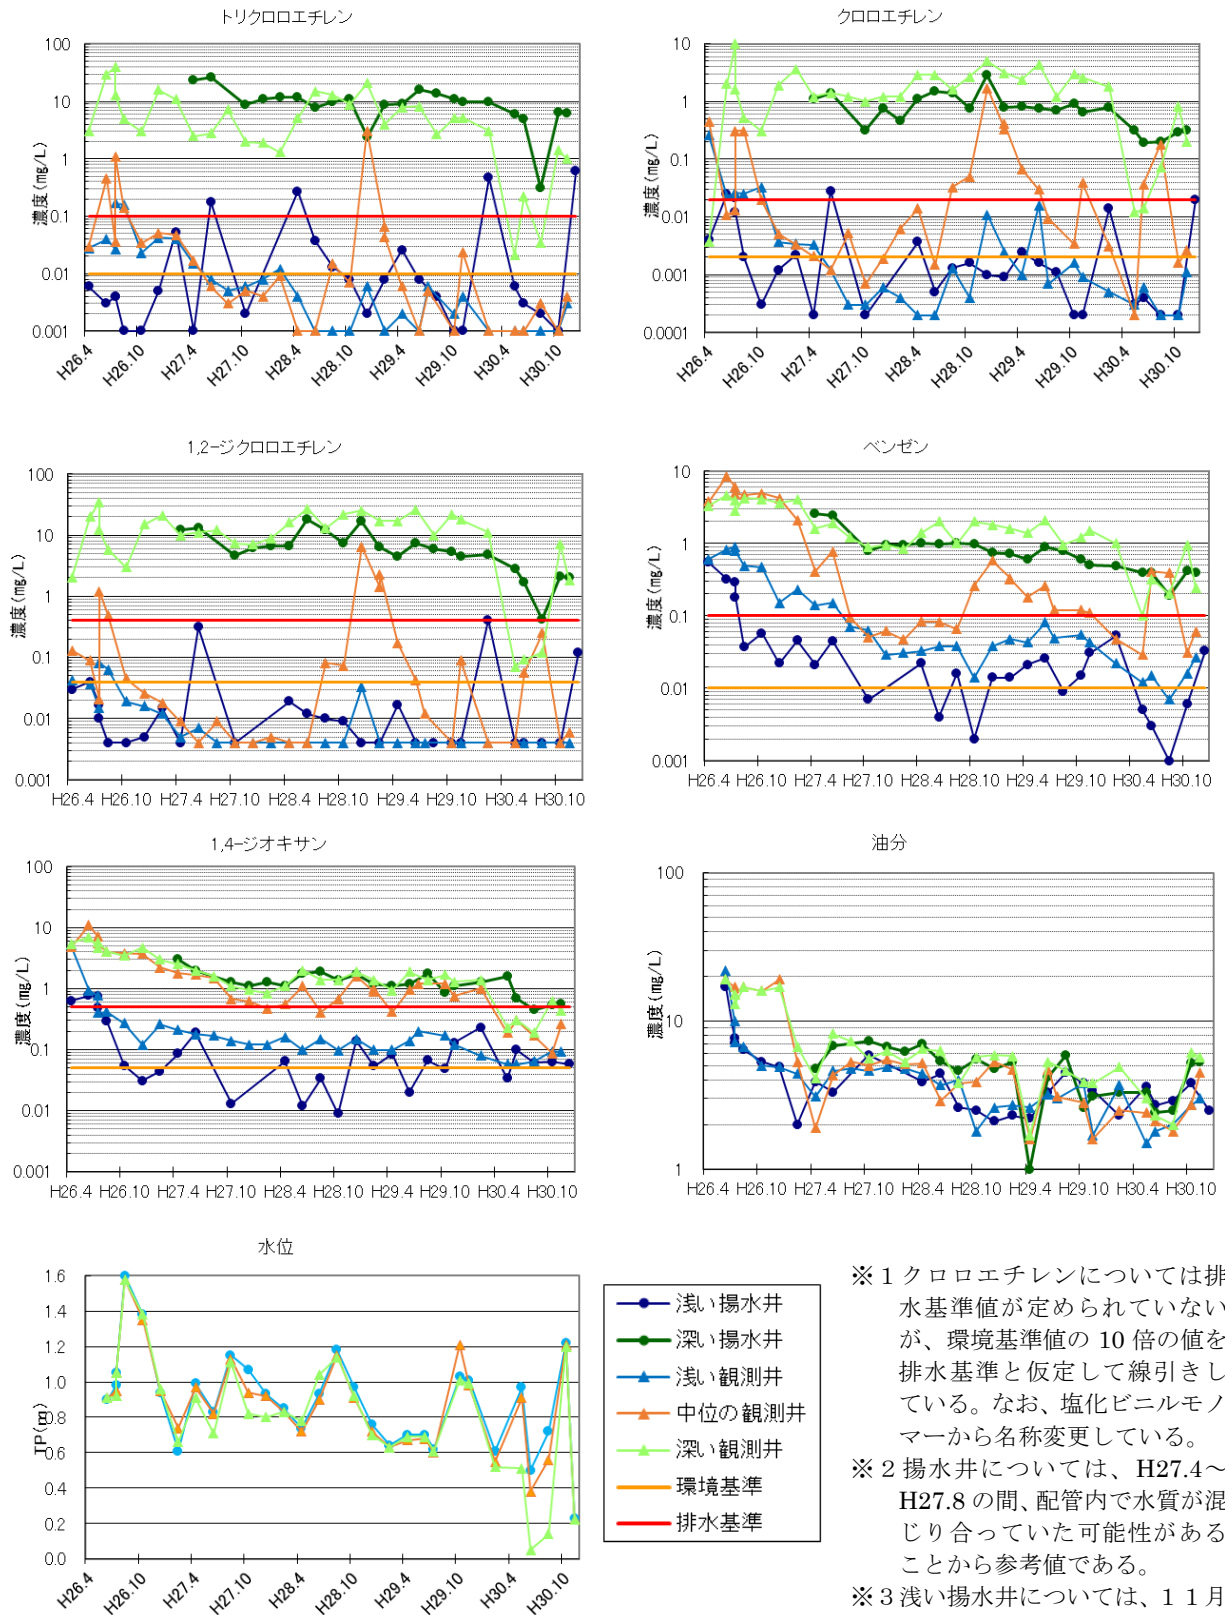 トリクロロエチレン
濃度(mg/L)
100
10
1
0.1
0.01
0.001
H26.4
H26.10
H27.4
H27.10
H28.4
H28.10
H29.4
H29.10
H30.4
H30.10
クロロエチレン
濃度(mg/L)
10
1
0.1
0.01
0.001
0.0001
H26.4
H26.10
H27.4
H27.10
H28.4
H28.10
H29.4
H29.10
H30.4
H30.10
1,2-ジクロロエチレン
濃度(mg/L)
100
10
1
0.1
0.01
0.001
H26.4 H26.10 H27.4 H27.10 H28.4 H28.10 H29.4 H29.10 H30.4 H30.10
ベンゼン
濃度(mg/L)
10
1
0.1
0.01
0.001
H26.4 H26.10 H27.4 H27.10 H28.4 H28.10 H29.4 H29.10 H30.4 H30.10
1,4-ジオキサン
濃度(mg/L)
100
10
1
0.1
0.01
0.001
H26.4 H26.10 H27.4 H27.10 H28.4 H28.10 H29.4 H29.10 H30.4 H30.10
油分
濃度(mg/L)
100
10
1
H26.4 H26.10 H27.4 H27.10 H28.4 H28.10 H29.4 H29.10 H30.4 H30.10
水位
TP(m)
1.6
1.4
1.2
1.0
0.8
0.6
0.4
0.2
0.0
H26.4
H26.10
H27.4
H27.10
H28.4
H28.10
H29.4
H29.10
H30.4
H30.10
浅い揚水井
深い揚水井
浅い観測井
中位の観測井
深い観測井
環境基準
排水基準
※１クロロエチレンについては排
水基準値が定められていない
が、環境基準値の 10 倍の値を
排水基準と仮定して線引きし
ている。なお、塩化ビニルモノ
マーから名称変更している。
※２揚水井については、H27.4～
H27.8 の間、配管内で水質が混
じり合っていた可能性がある
ことから参考値である。
※３浅い揚水井については、１１月